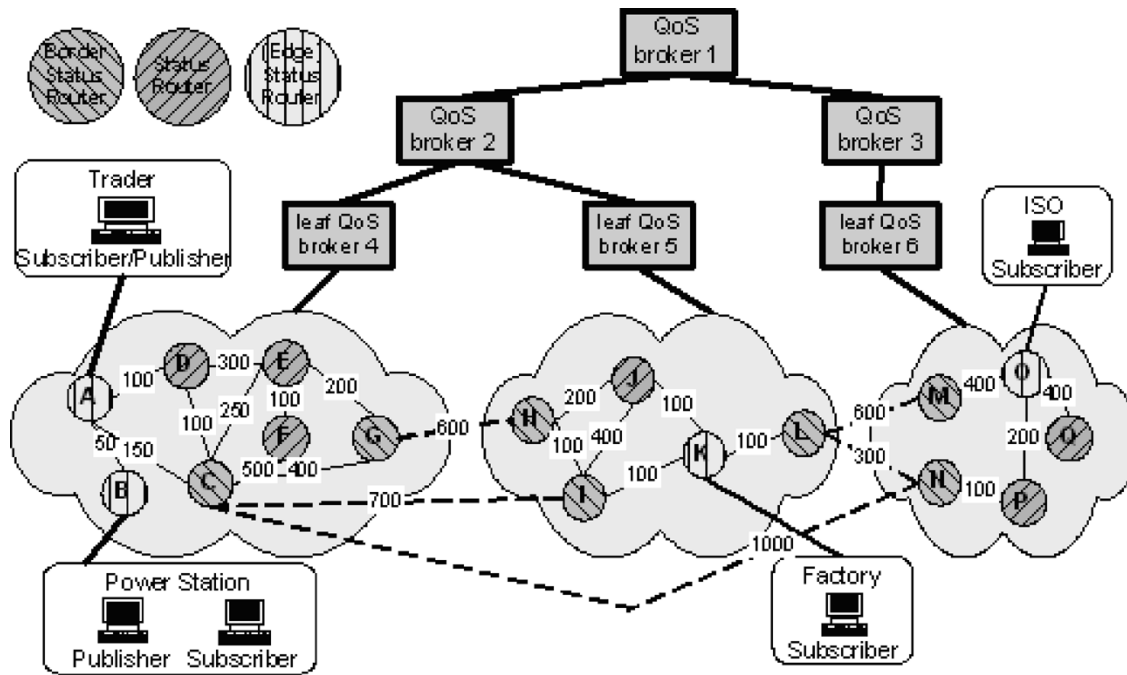 Border
Status
Router
Status
Router
Edge
Status
Router
QoS
broker 1
QoS
broker 2
QoS
broker 3
Trader
Subscriber/Publisher
leaf QoS
broker 4
leaf QoS
broker 5
leaf QoS
broker 6
ISO
Subscriber
A
100
D
300
E
200
100
100
250
F
G
50
150
B
C
500
400
600
700
H
200
J
100
100
400
I
100
K
100
L
600
300
1000
M
400
O
400
Q
200
N
100
P
Power Station
Publisher
Subscriber
Factory
Subscriber